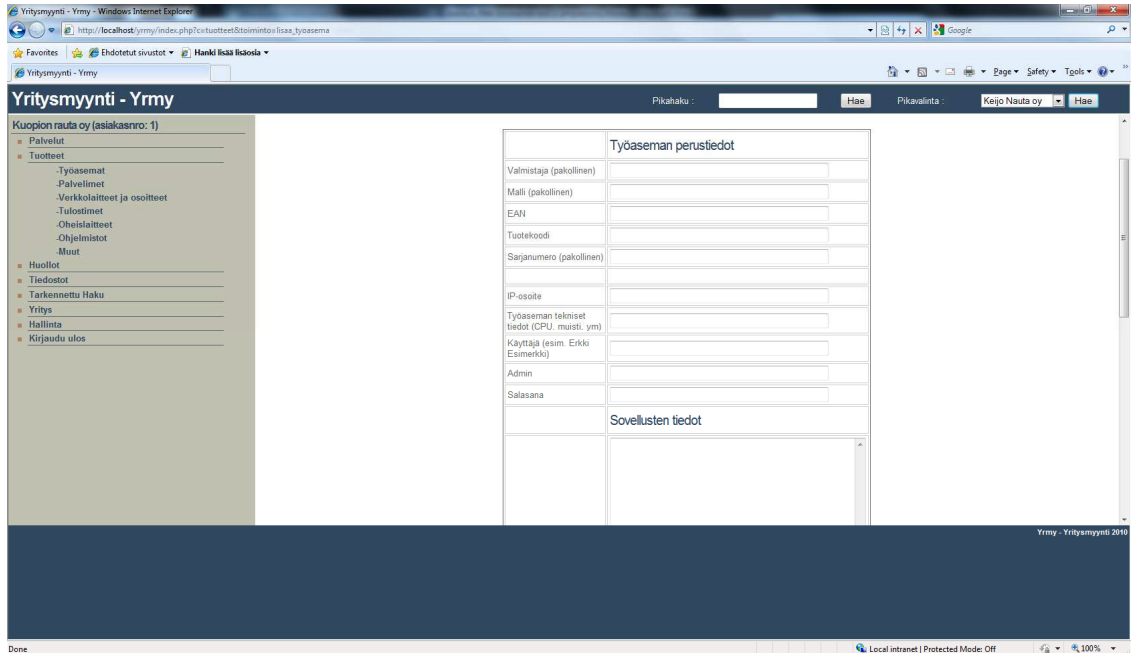 Yritysmyynti - Yrmy - Windows Internet Explorer
http://localhost/yrmy/index.php?c=tuotteet&toiminto=lisaa_tyoasema
Google
Favorites Ehdotetut sivustot Hanki lisää lisäosia
Yritysmyynti - Yrmy
Page Safety Tools
Yritysmyynti - Yrmy
Pikahaku : Hae Pikavalinta : Keijo Nauta oy Hae
Kuopion rauta oy (asiakasnro: 1)
Palvelut
Tuotteet
-Työasemat
-Palvelimet
-Verkkolaitteet ja osoitteet
-Tulostimet
-Oheislaitteet
-Ohjelmistot
-Muut
Huollot
Tiedostot
Tarkennettu Haku
Yritys
Hallinta
Kirjaudu ulos
Työaseman perustiedot
Valmistaja (pakollinen)
Malli (pakollinen)
EAN
Tuotekoodi
Sarjanumero (pakollinen)
IP-osoite
Työaseman tekniset
tiedot (CPU. muisti. ym)
Käyttäjä (esim. Erkki
Esimerkki)
Admin
Salasana
Sovellusten tiedot
Yrmy - Yritysmyynti 2010
Done
Local intranet | Protected Mode: Off
100%